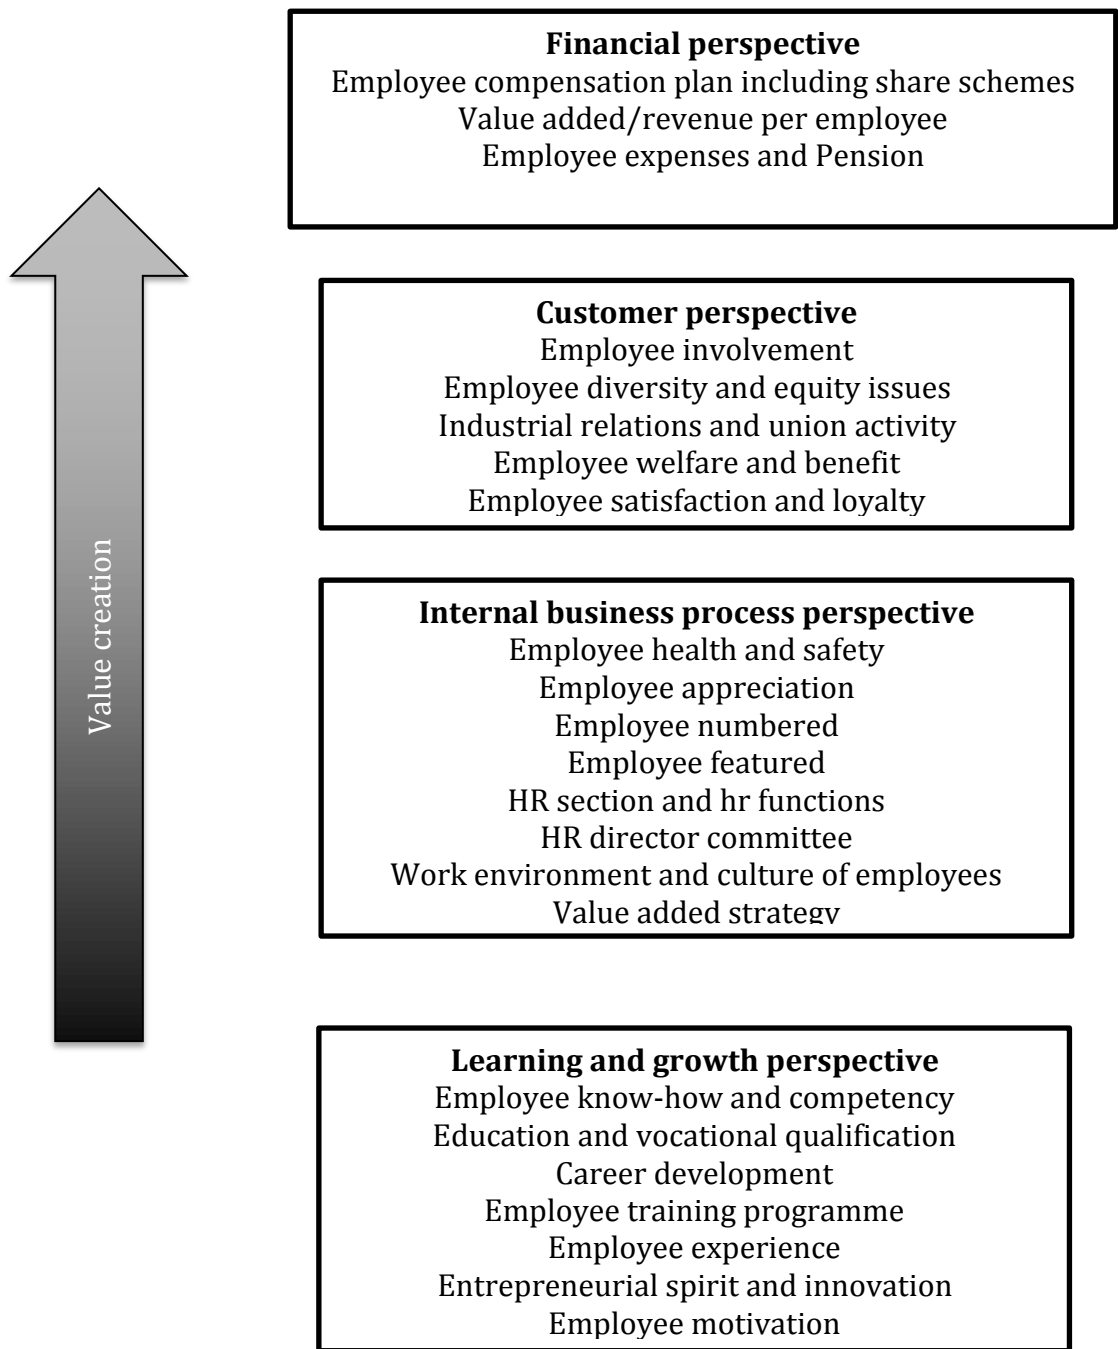 Financial perspective
Employee compensation plan including share schemes
Value added/revenue per employee
Employee expenses and Pension
Customer perspective
Employee involvement
Employee diversity and equity issues
Industrial relations and union activity
Employee welfare and benefit
Employee satisfaction and loyalty
Value creation
Internal business process perspective
Employee health and safety
Employee appreciation
Employee numbered
Employee featured
HR section and hr functions
HR director committee
Work environment and culture of employees
Value added strategy
Learning and growth perspective
Employee know-how and competency
Education and vocational qualification
Career development
Employee training programme
Employee experience
Entrepreneurial spirit and innovation
Employee motivation